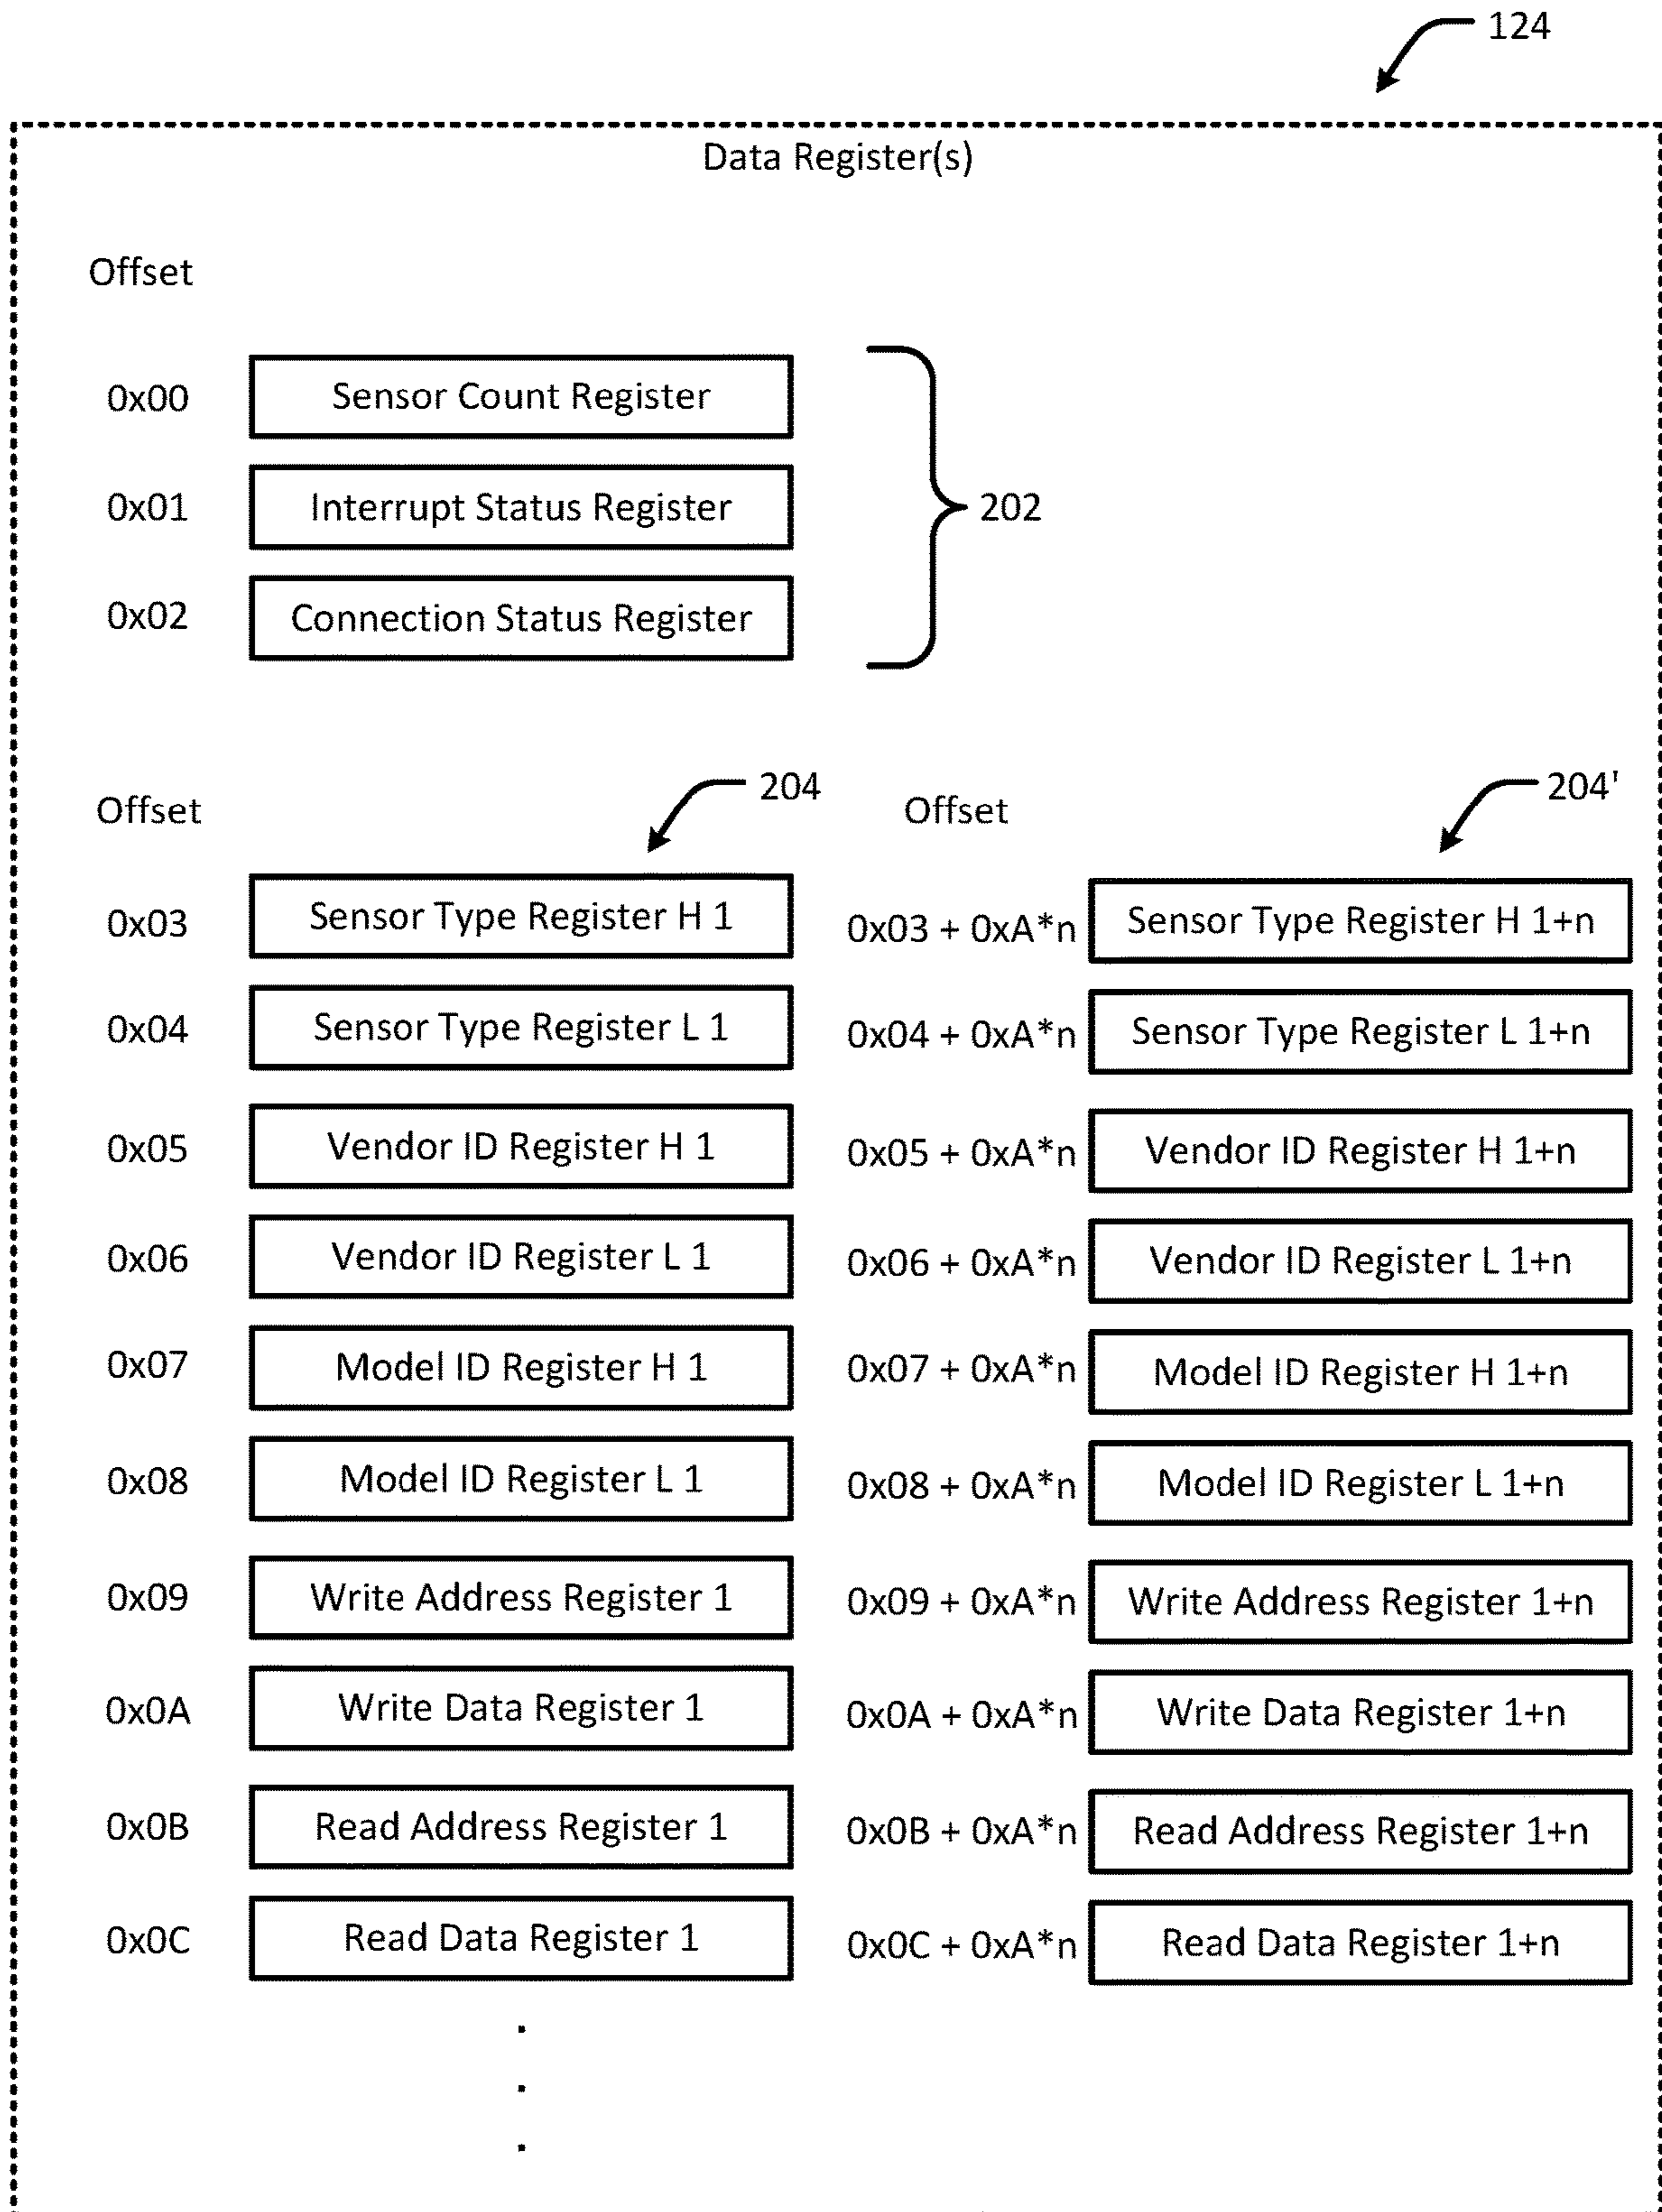 124
Data Register(s)
Offset
0x00 Sensor Count Register
0x01 Interrupt Status Register
202
0x02 Connection Status Register
204
204'
Offset Offset
0x03 Sensor Type Register H 1 0x03 + 0xA*n Sensor Type Register H 1+n
0x04 Sensor Type Register L 1 0x04 + 0xA*n Sensor Type Register L 1+n
0x05 Vendor ID Register H 1 0x05 + 0xA*n Vendor ID Register H 1+n
0x06 Vendor ID Register L 1 0x06 + 0xA*n Vendor ID Register L 1+n
0x07 Model ID Register H 1 0x07 + 0xA*n Model ID Register H 1+n
0x08 Model ID Register L 1 0x08 + 0xA*n Model ID Register L 1+n
0x09 Write Address Register 1 0x09 + 0xA*n Write Address Register 1+n
0x0A Write Data Register 1 0x0A + 0xA*n Write Data Register 1+n
0x0B Read Address Register 1 0x0B + 0xA*n Read Address Register 1+n
0x0C Read Data Register 1 0x0C + 0xA*n Read Data Register 1+n
.
.
.